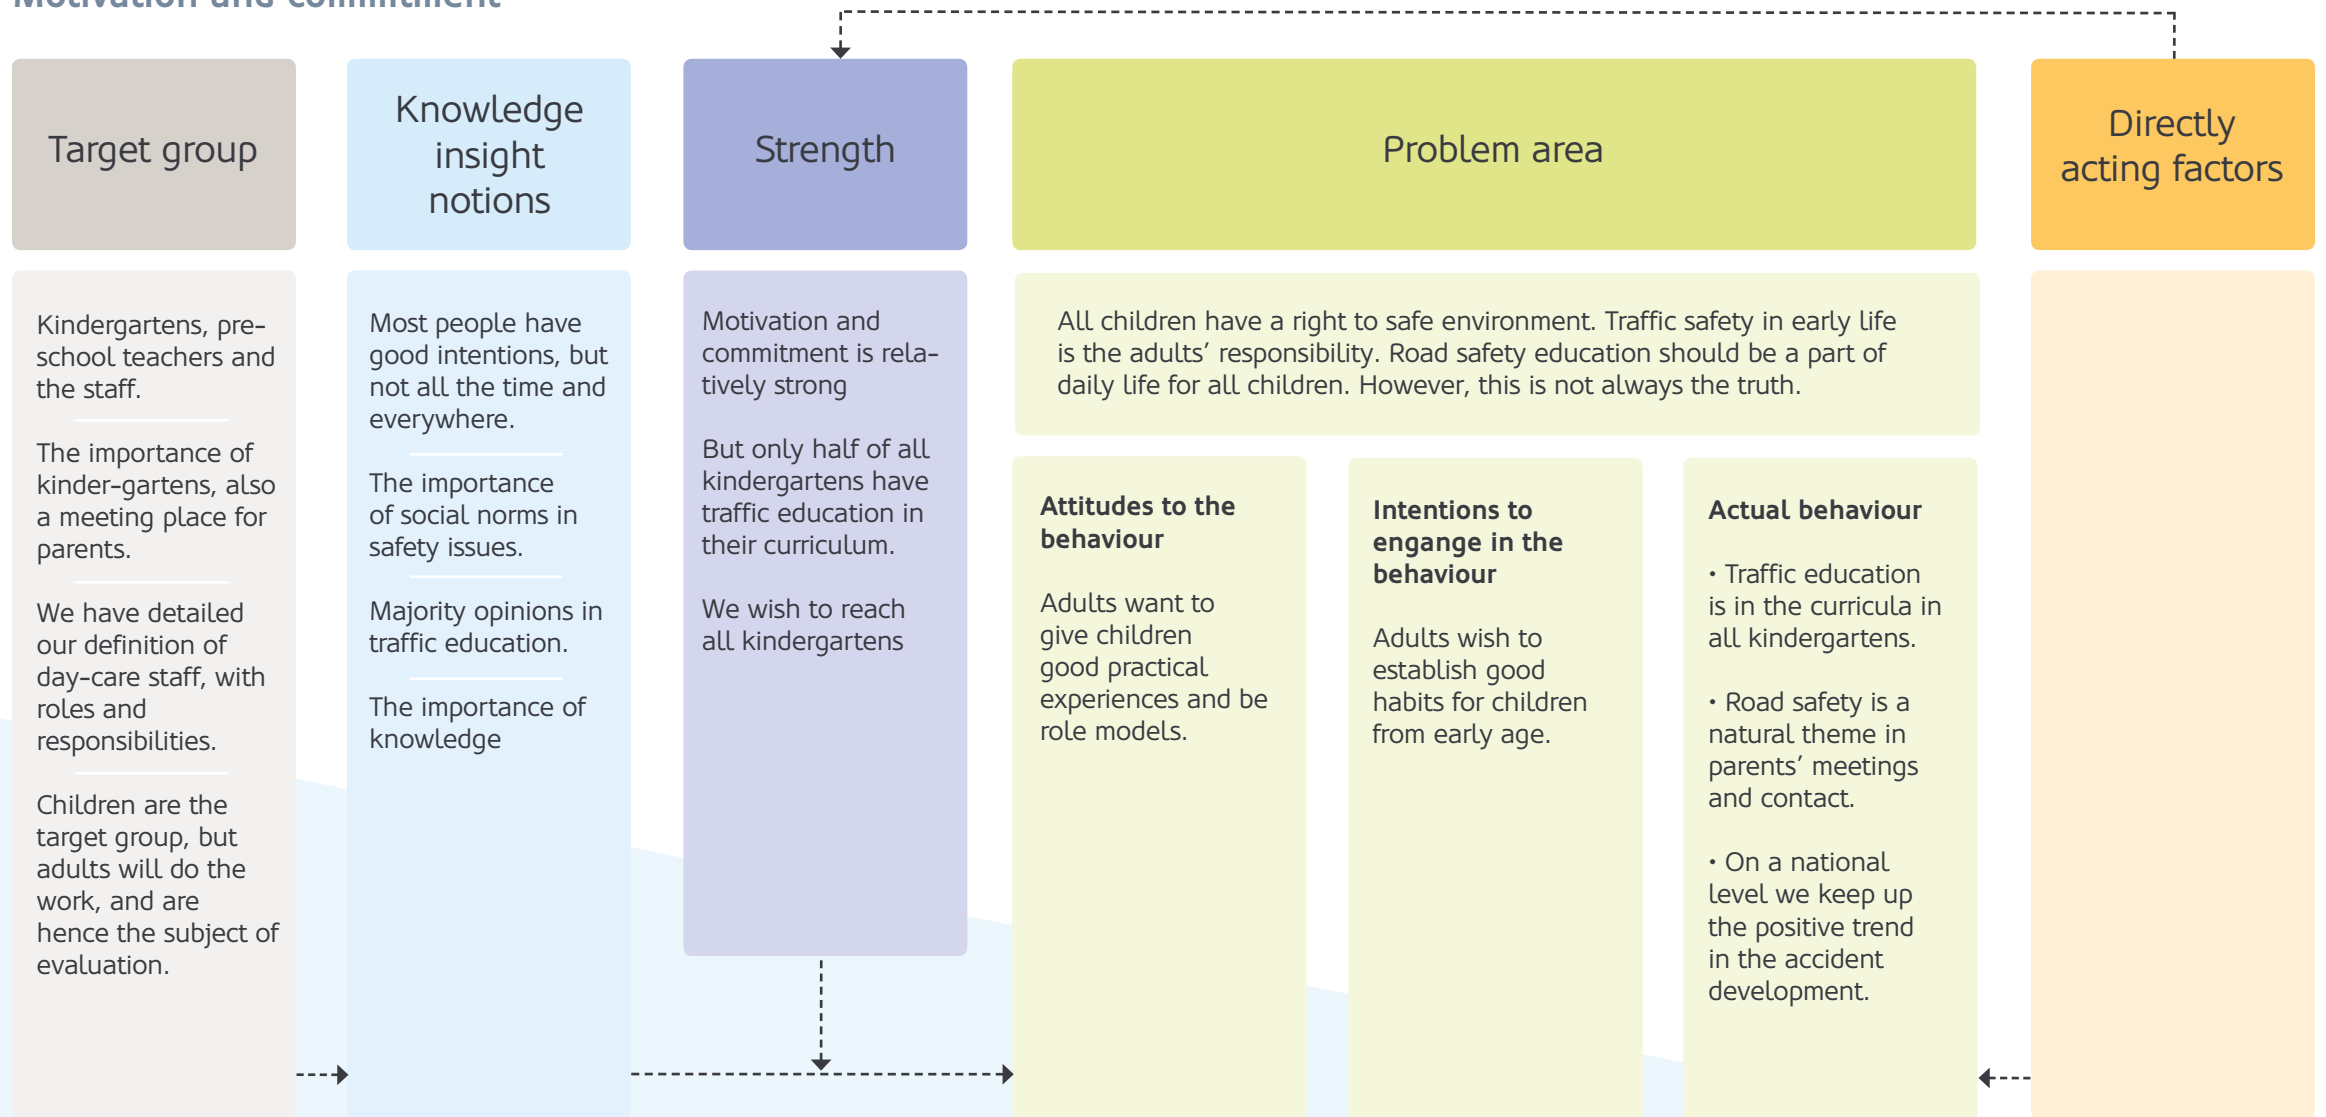 Motivation and commitment
Target group
Knowledge
insight
notions
Strength
Problem area
Directly
acting factors
Kindergartens, pre-
school teachers and
the staff.
The importance of
kinder-gartens, also
a meeting place for
parents.
We have detailed
our definition of
day-care staff, with
roles and
responsibilities.
Children are the
target group, but
adults will do the
work, and are
hence the subject of
evaluation.
Most people have
good intentions, but
not all the time and
everywhere.
The importance
of social norms in
safety issues.
Majority opinions in
traffic education.
The importance of
knowledge
Motivation and
commitment is rela-
tively strong
But only half of all
kindergartens have
traffic education in
their curriculum.
We wish to reach
all kindergartens
All children have a right to safe environment. Traffic safety in early life
is the adults’ responsibility. Road safety education should be a part of
daily life for all children. However, this is not always the truth.
Attitudes to the
behaviour
Adults want to
give children
good practical
experiences and be
role models.
Intentions to
engange in the
behaviour
Adults wish to
establish good
habits for children
from early age.
Actual behaviour
• Traffic education
is in the curricula in
all kindergartens.
• Road safety is a
natural theme in
parents’ meetings
and contact.
• On a national
level we keep up
the positive trend
in the accident
development.